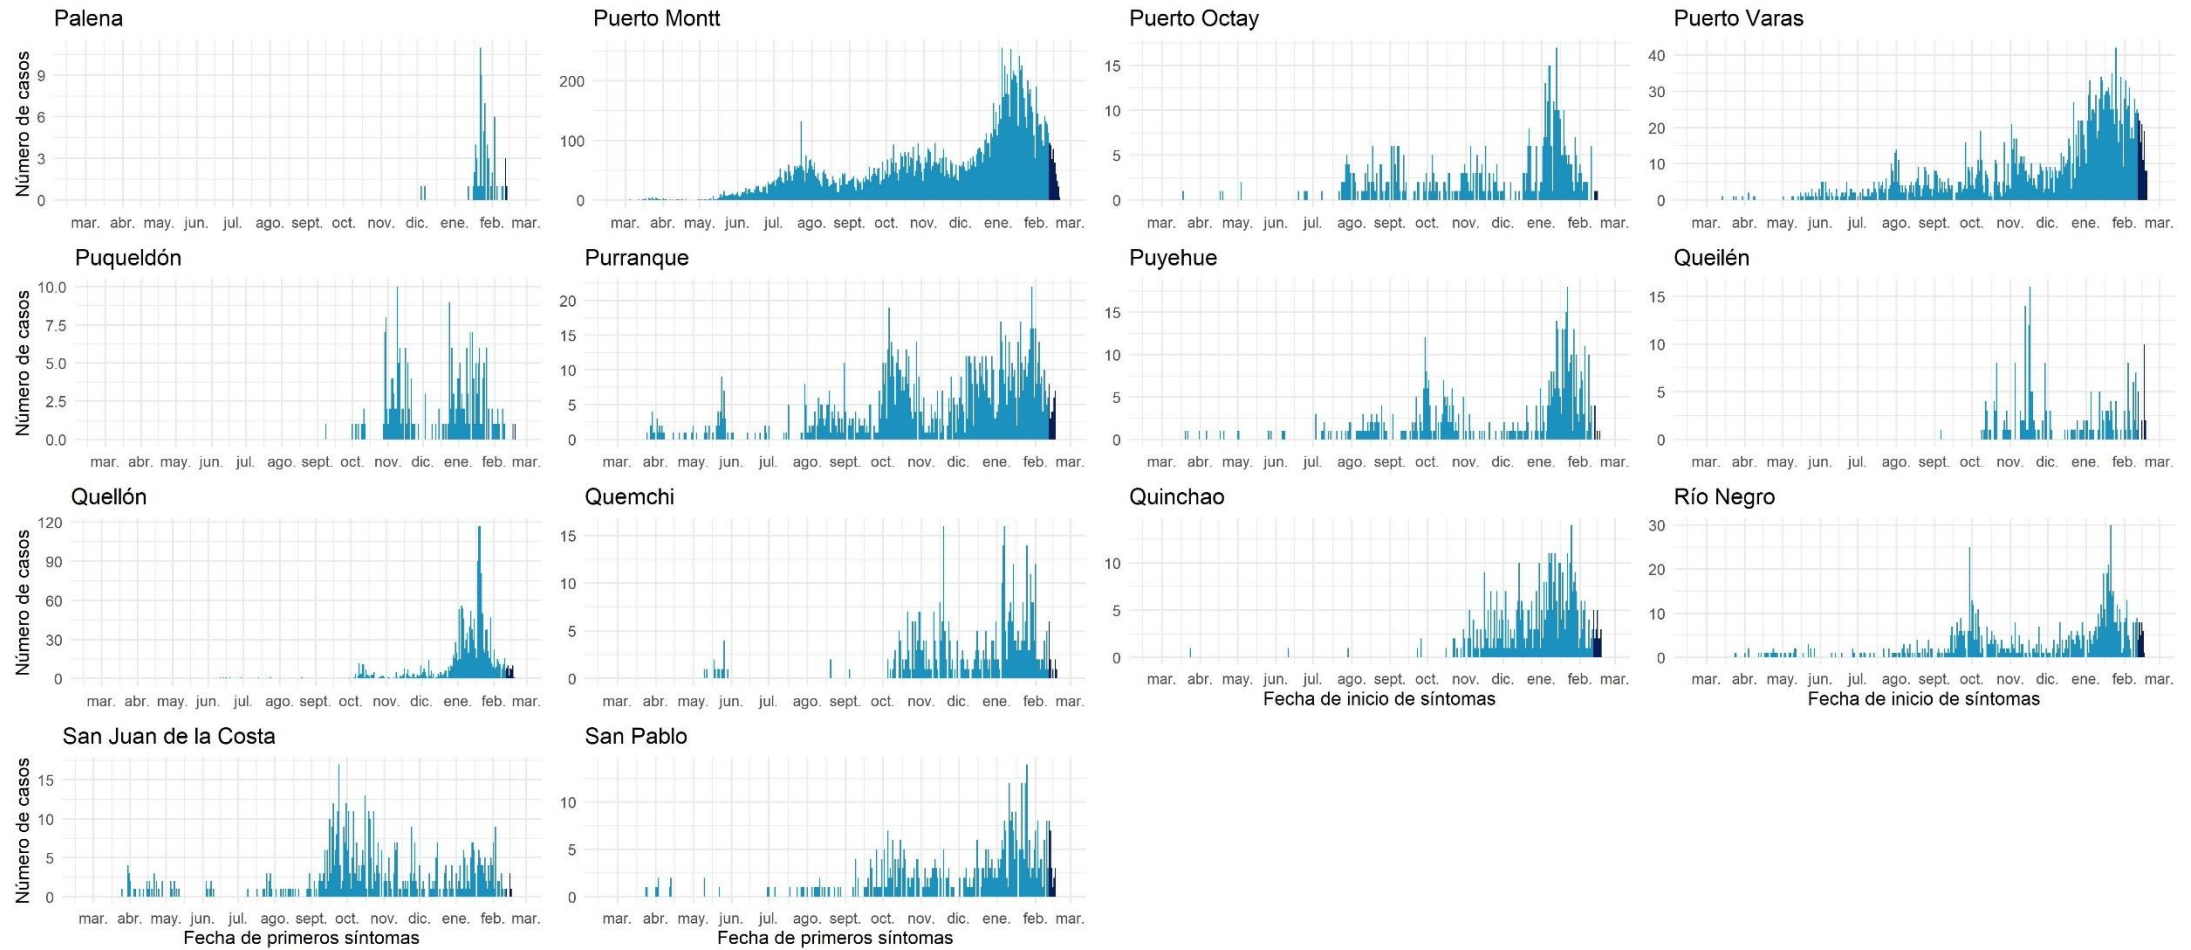 Palena
Número de casos
9
6
3
0
mar. abr. may. jun. jul. ago. sept. oct. nov. dic. ene. feb. mar.
Puerto Montt
200
100
0
mar. abr. may. jun. jul. ago. sept. oct. nov. dic. ene. feb. mar.
Puerto Octay
15
10
5
0
mar. abr. may. jun. jul. ago. sept. oct. nov. dic. ene. feb. mar.
Puerto Varas
40
30
20
10
0
mar. abr. may. jun. jul. ago. sept. oct. nov. dic. ene. feb. mar.
Puqueldón
Número de casos
10.0
7.5
5.0
2.5
0.0
mar. abr. may. jun. jul. ago. sept. oct. nov. dic. ene. feb. mar.
Purranque
20
15
10
5
0
mar. abr. may. jun. jul. ago. sept. oct. nov. dic. ene. feb. mar.
Puyehue
15
10
5
0
mar. abr. may. jun. jul. ago. sept. oct. nov. dic. ene. feb. mar.
Queilén
15
10
5
0
mar. abr. may. jun. jul. ago. sept. oct. nov. dic. ene. feb. mar.
Quellón
Número de casos
120
90
60
30
0
mar. abr. may. jun. jul. ago. sept. oct. nov. dic. ene. feb. mar.
Quemchi
15
10
5
0
mar. abr. may. jun. jul. ago. sept. oct. nov. dic. ene. feb. mar.
Quinchao
10
5
0
mar. abr. may. jun. jul. ago. sept. oct. nov. dic. ene. feb. mar.
Fecha de inicio de síntomas
Río Negro
30
20
10
0
mar. abr. may. jun. jul. ago. sept. oct. nov. dic. ene. feb. mar.
Fecha de inicio de síntomas
San Juan de la Costa
Número de casos
15
10
5
0
mar. abr. may. jun. jul. ago. sept. oct. nov. dic. ene. feb. mar.
Fecha de primeros síntomas
San Pablo
10
5
0
mar. abr. may. jun. jul. ago. sept. oct. nov. dic. ene. feb. mar.
Fecha de primeros síntomas